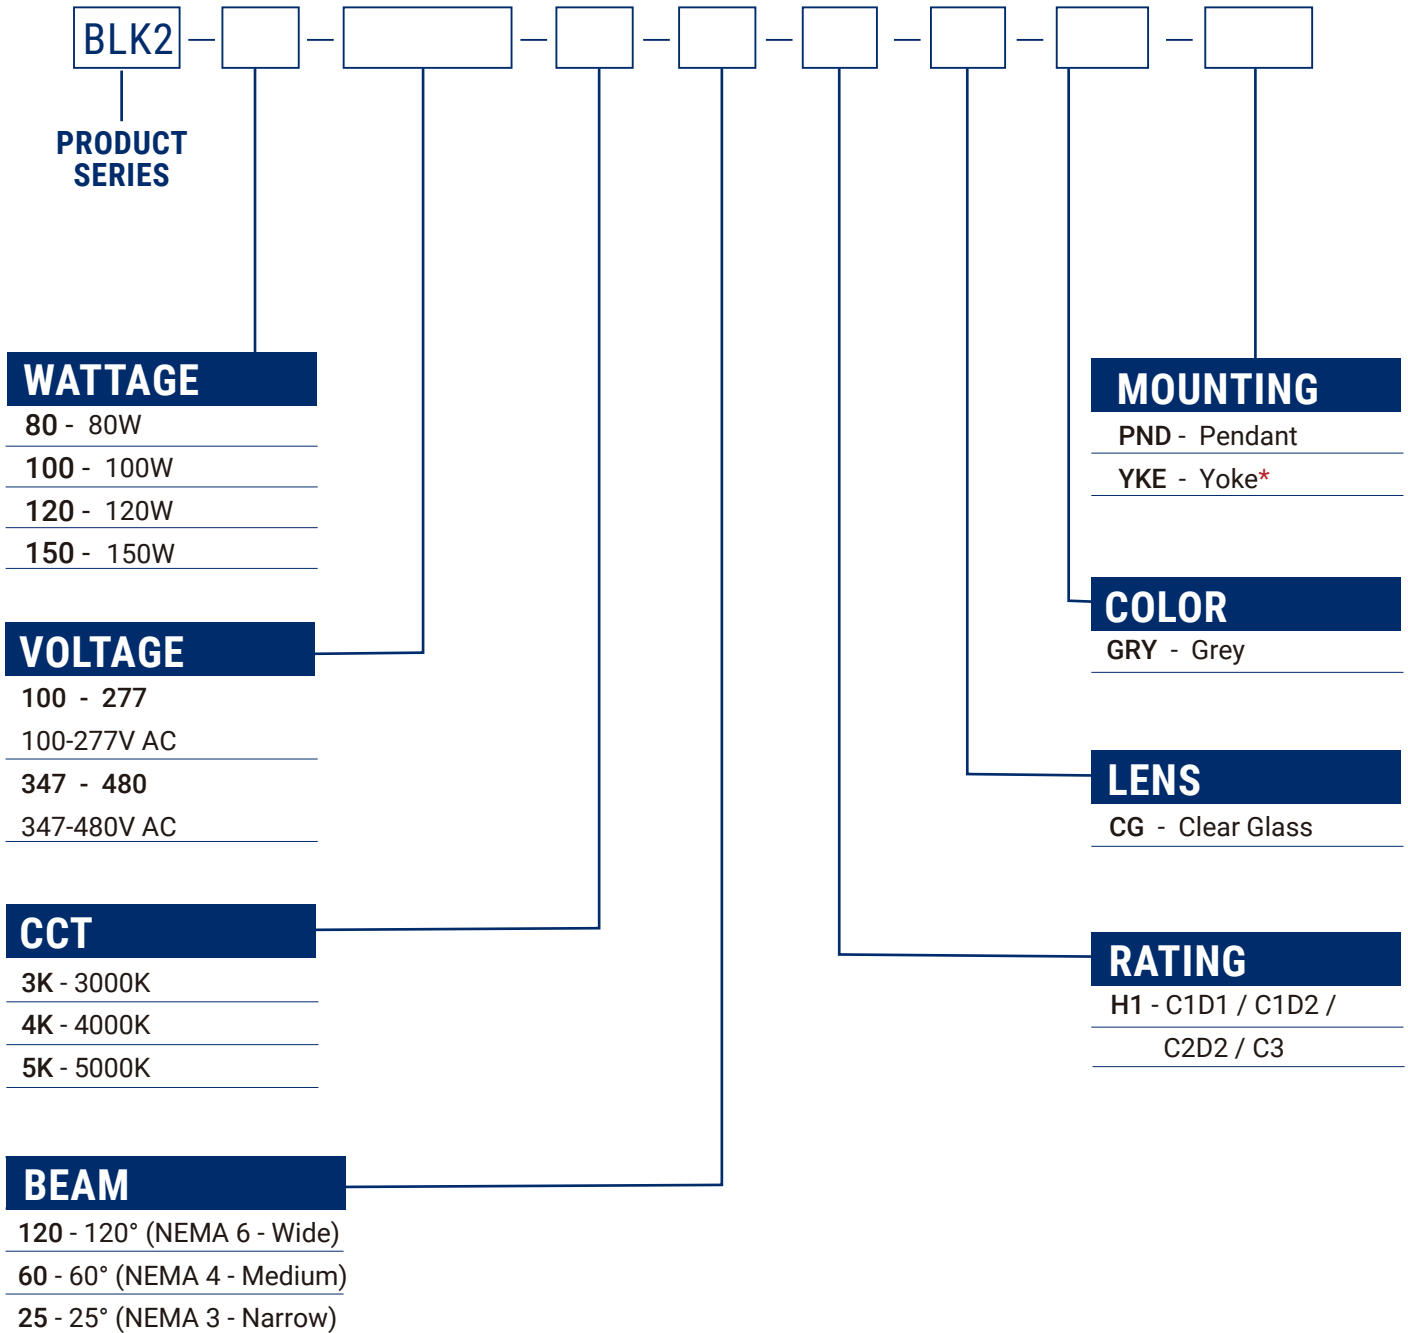 BLK2
PRODUCT
SERIES
WATTAGE
80 - 80W
100 - 100W
120 - 120W
150 - 150W
VOLTAGE
100 - 277
100-277V AC
347 - 480
347-480V AC
CCT
3K - 3000K
4K - 4000K
5K - 5000K
BEAM
120 - 120° (NEMA 6 - Wide)
60 - 60° (NEMA 4 - Medium)
25 - 25° (NEMA 3 - Narrow)
MOUNTING
PND - Pendant
YKE - Yoke*
COLOR
GRY - Grey
LENS
CG - Clear Glass
RATING
H1 - C1D1 / C1D2 /
C2D2 / C3